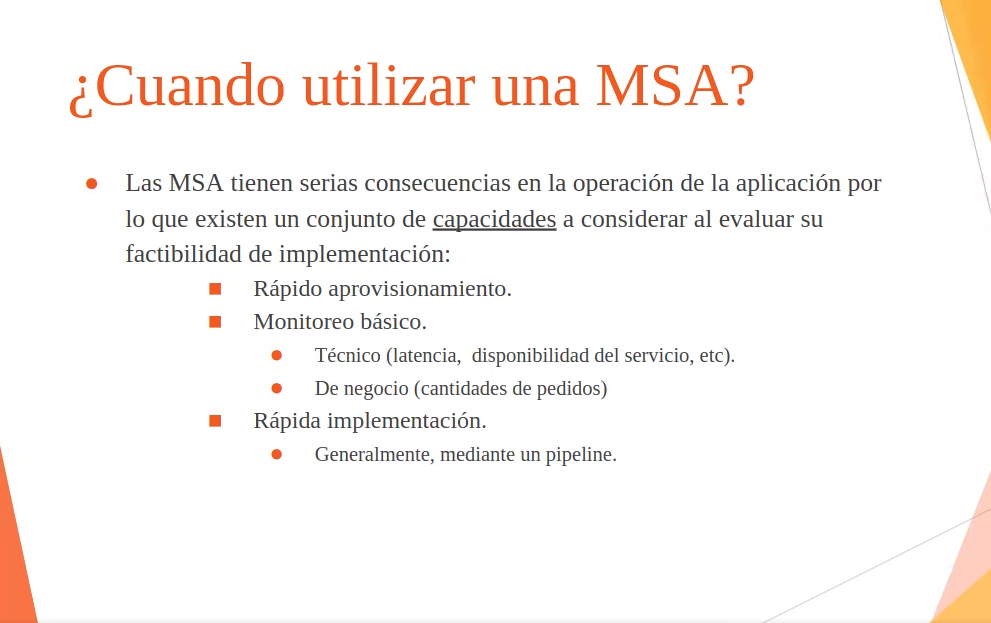 ¿Cuando utilizar una MSA?
Las MSA tienen serias consecuencias en la operación de la aplicación por
lo que existen un conjunto de capacidades a considerar al evaluar su
factibilidad de implementación:
Rápido aprovisionamiento.
Monitoreo básico.
Técnico (latencia, disponibilidad del servicio, etc).
De negocio (cantidades de pedidos)
Rápida implementación.
Generalmente, mediante un pipeline.